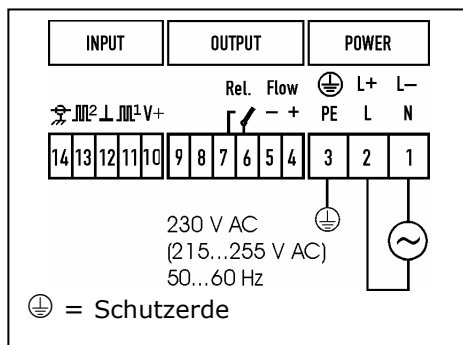 INPUT OUTPUT POWER
Rel. Flow ⏚ L+ L–
⊥ V+ – + PE L N
14 13 12 11 10 9 8 7 6 5 4 3 2 1
230 V AC
(215...255 V AC)
50...60 Hz
= Schutzerde